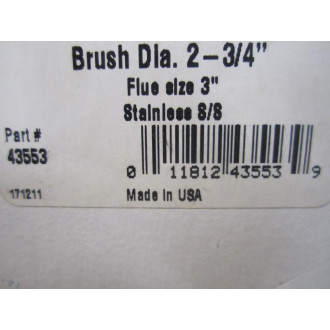 Brush Dia. 2-3/4"
Flue size 3"
Stainless S/S
Part #
43553
0 11812 43553 9
171211
Made in USA